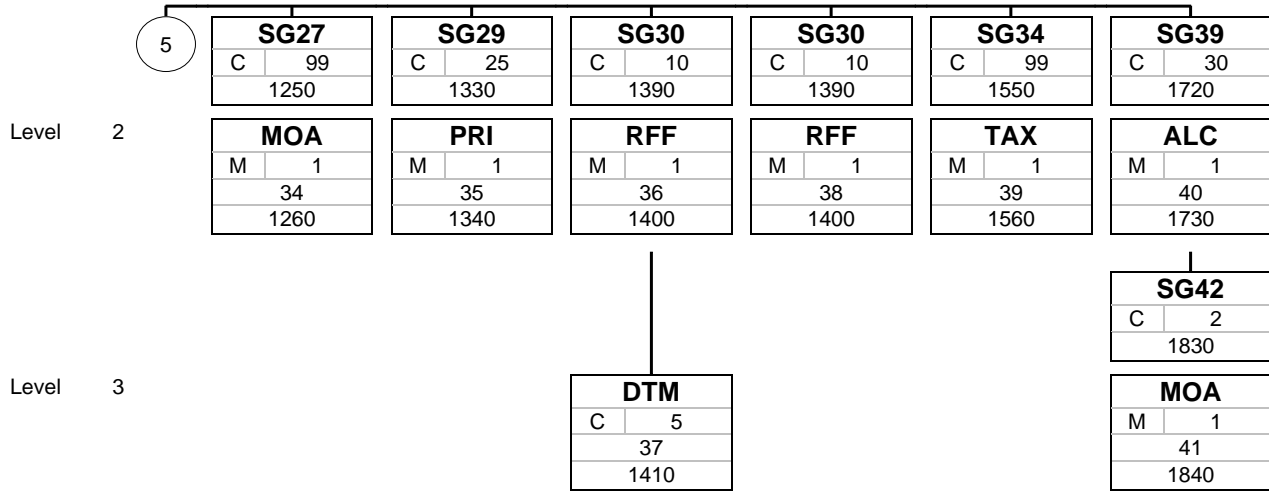 5 SG27 SG29 SG30 SG30 SG34 SG39
C 99 C 25 C 10 C 10 C 99 C 30
1250 1330 1390 1390 1550 1720
Level 2 MOA PRI RFF RFF TAX ALC
M 1 M 1 M 1 M 1 M 1 M 1
34 35 36 38 39 40
1260 1340 1400 1400 1560 1730
SG42
C 2
1830
Level 3 DTM MOA
C 5 M 1
37 41
1410 1840